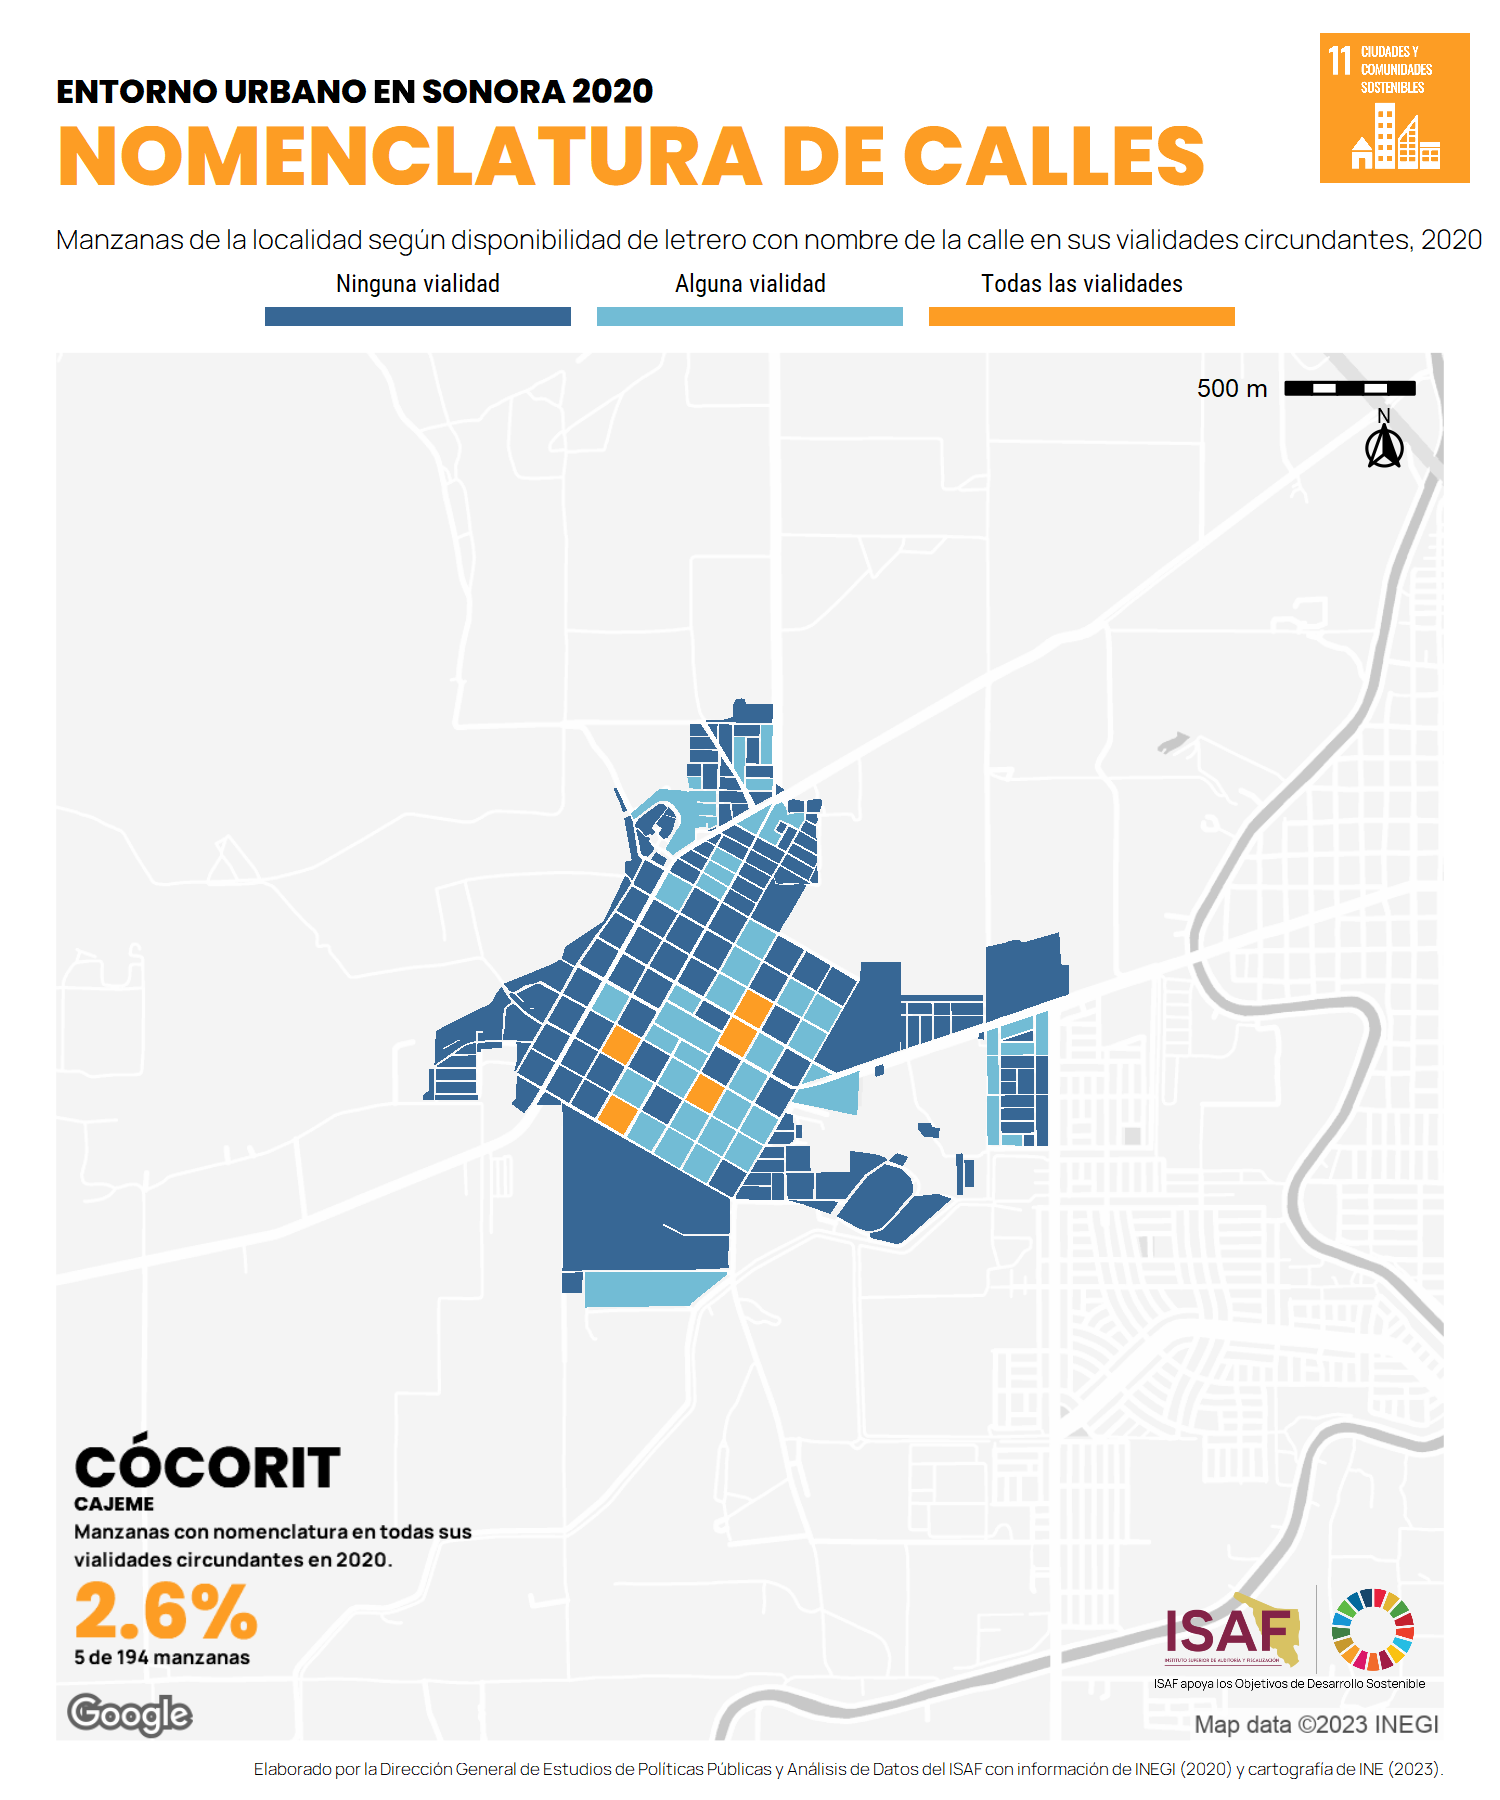 11 CIUDADES Y
COMUNIDADES
SOSTENIBLES
ENTORNO URBANO EN SONORA 2020
NOMENCLATURA DE CALLES
Manzanas de la localidad según disponibilidad de letrero con nombre de la calle en sus vialidades circundantes, 2020
Ninguna vialidad
Alguna vialidad
Todas las vialidades
500 m
N
CÓCORIT
CAJEME
Manzanas con nomenclatura en todas sus
vialidades circundantes en 2020.
2.6%
5 de 194 manzanas
ISAF
INSTITUTO SUPERIOR DE AUDITORÍA Y FISCALIZACIÓN
ISAF apoya los Objetivos de Desarrollo Sostenible
Google
Map data ©2023 INEGI
Elaborado por la Dirección General de Estudios de Políticas Públicas y Análisis de Datos del ISAF con información de INEGI (2020) y cartografía de INE (2023).